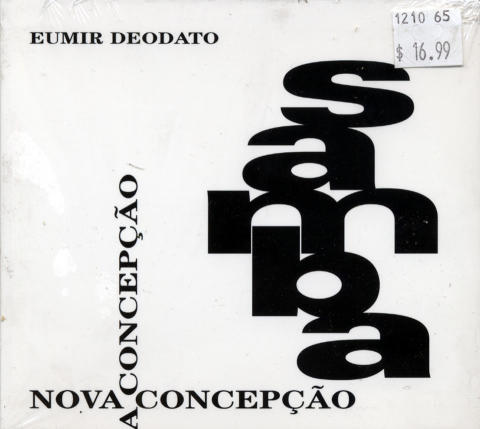 EUMIR DEODATO
1210 65
$ 16.99
samba
A CONCEPÇÃO
NOVA CONCEPÇÃO